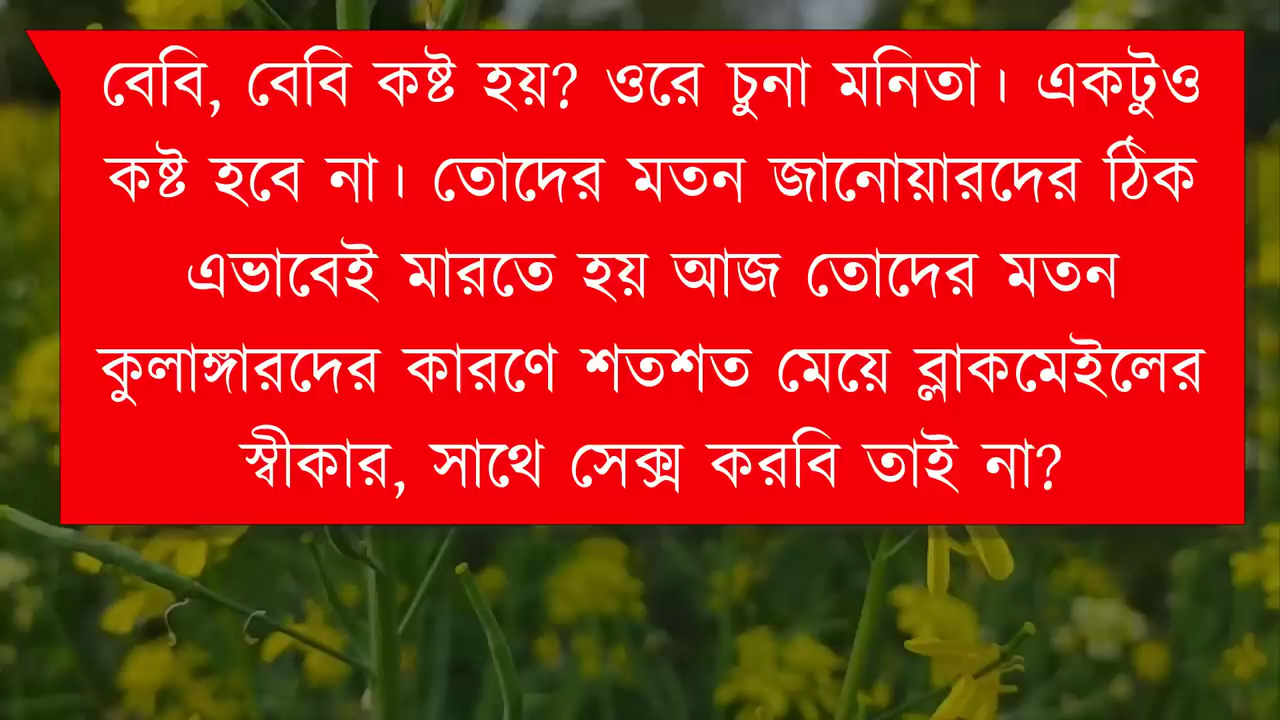 বেবি, বেবি কষ্ট হয়? ওরে চুনা মনিতা। একটুও
কষ্ট হবে না। তোদের মতন জানোয়ারদের ঠিক
এভাবেই মারতে হয় আজ তোদের মতন
কুলাঙ্গারদের কারণে শতশত মেয়ে ব্লাকমেইলের
স্বীকার, সাথে সেক্স করবি তাই না?